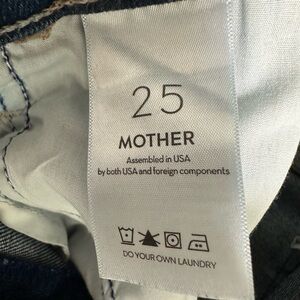 25
MOTHER
Assembled in USA
by both USA and foreign components
DO YOUR OWN LAUNDRY